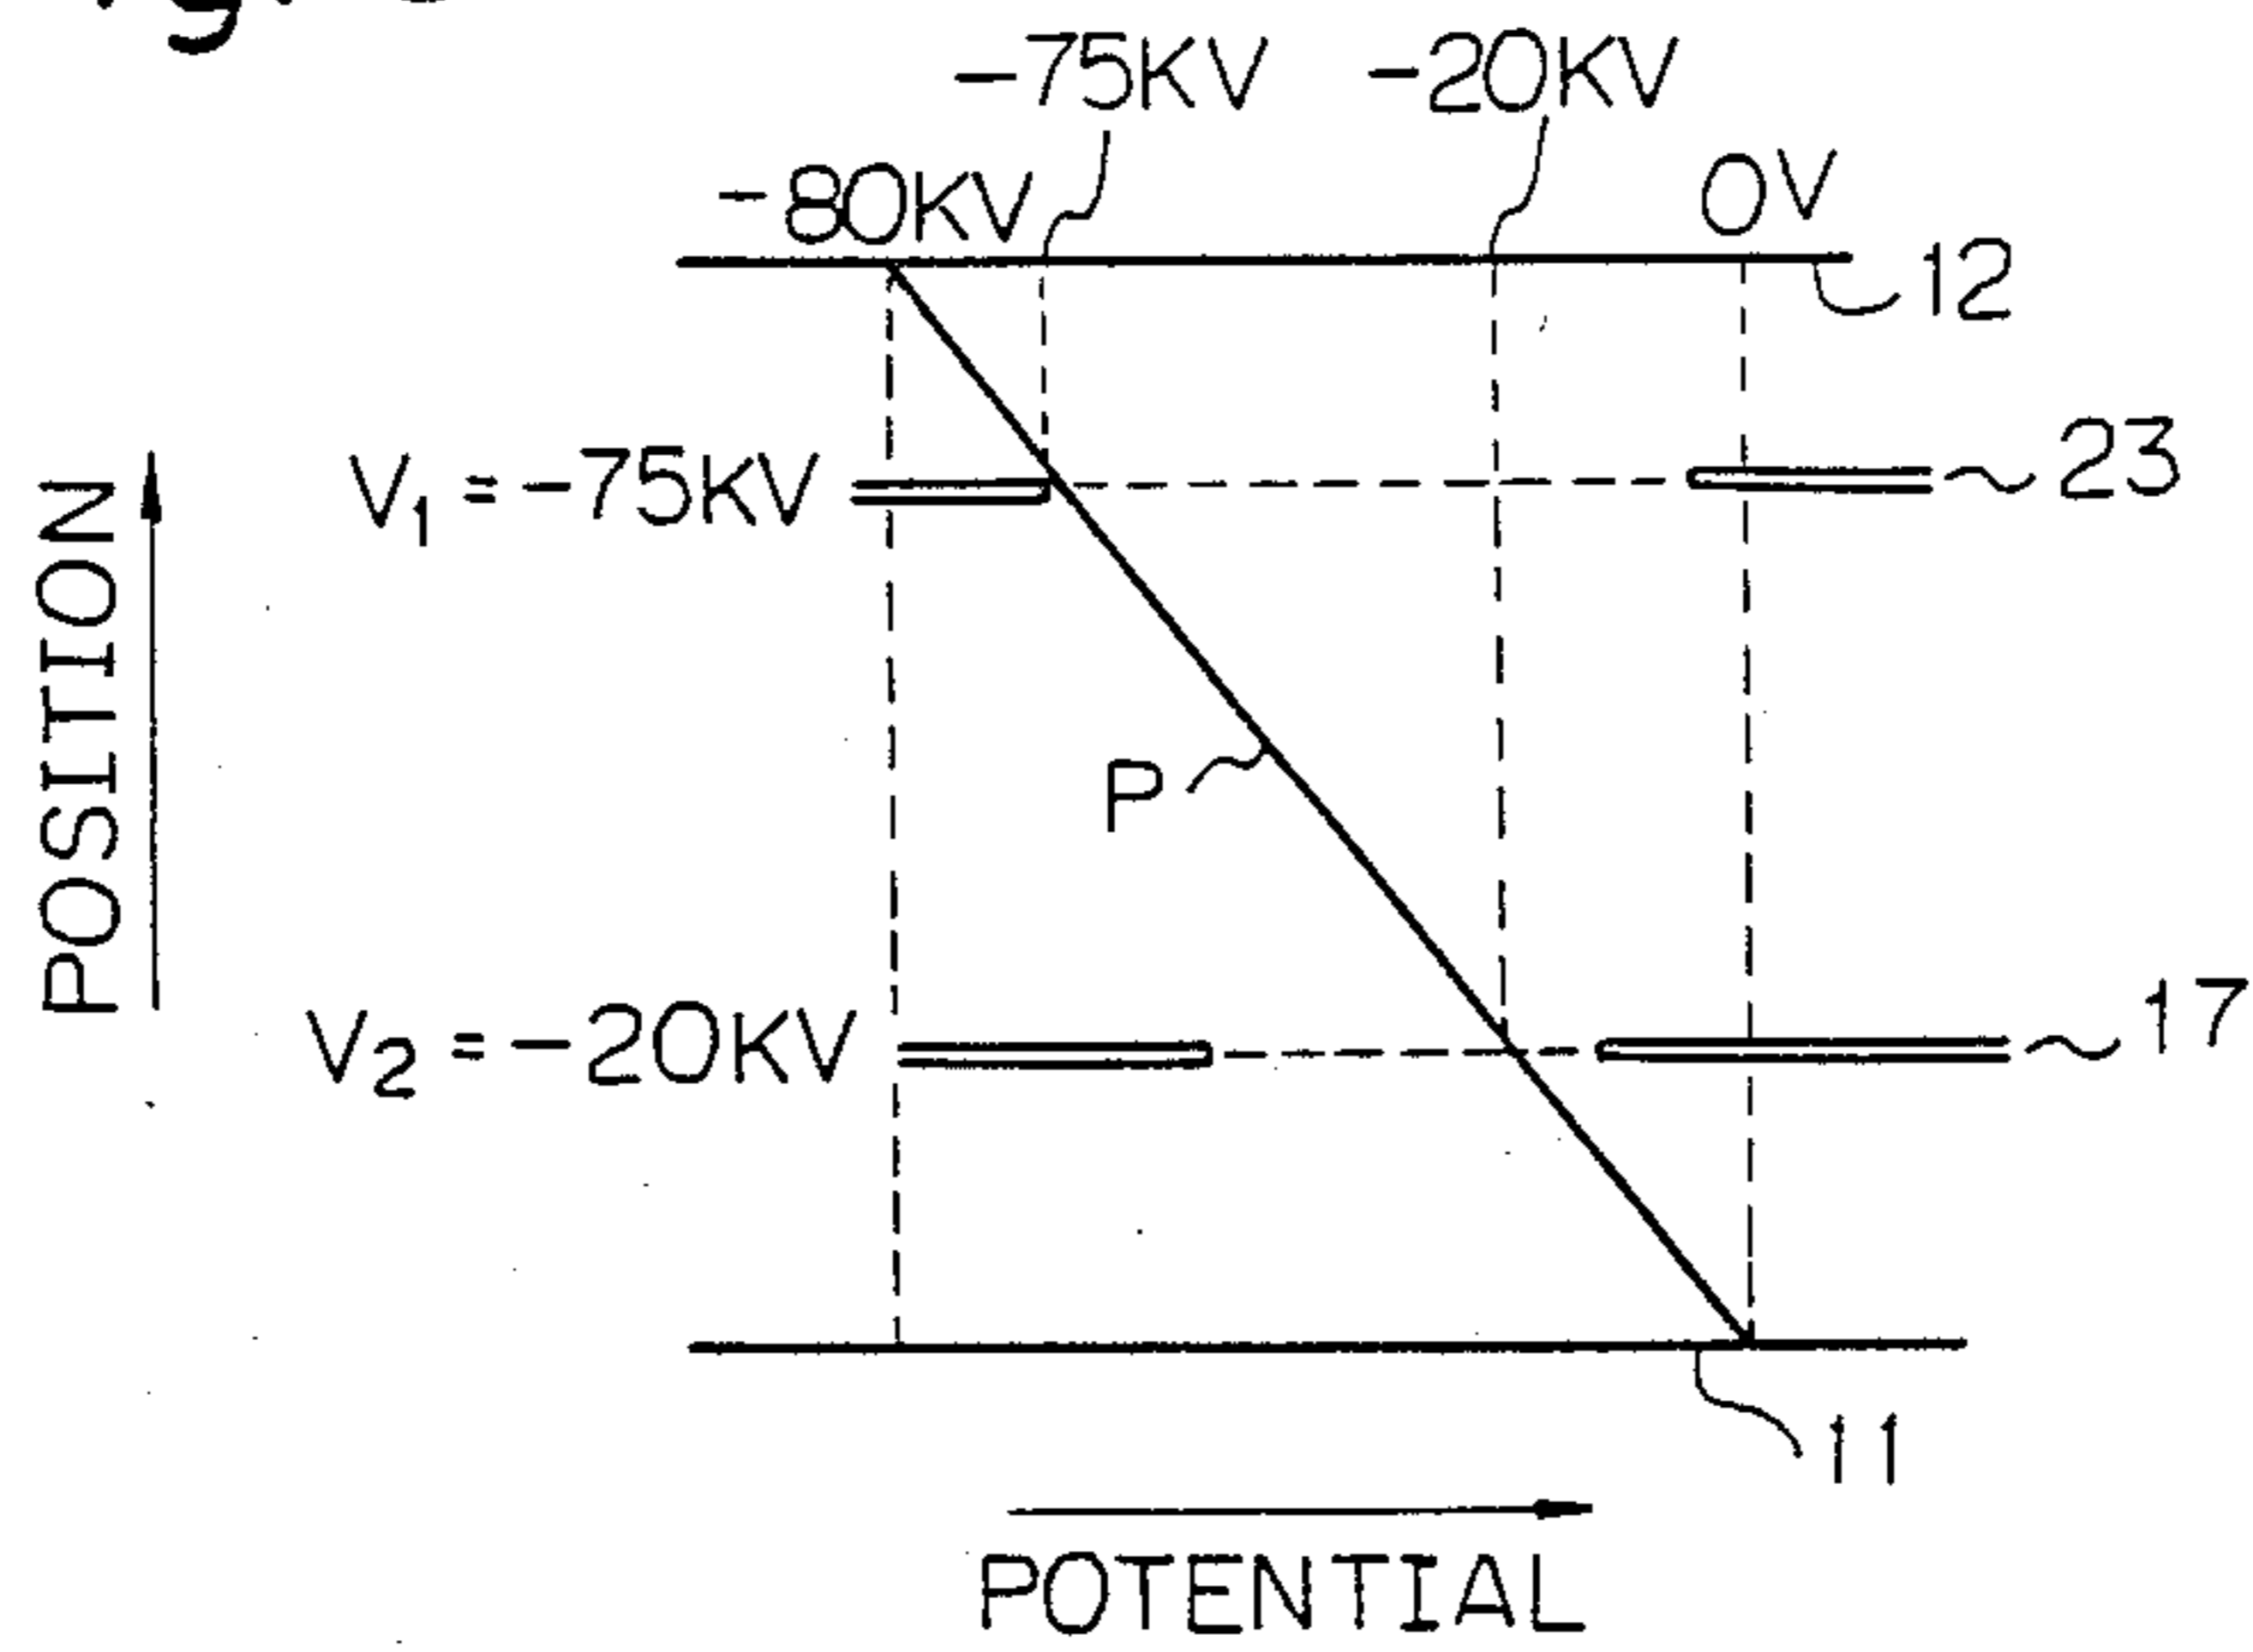 -75KV -20KV
-80KV 0V
12
V1 = -75KV 23
POSITION
P
V2 = -20KV 17
11
POTENTIAL